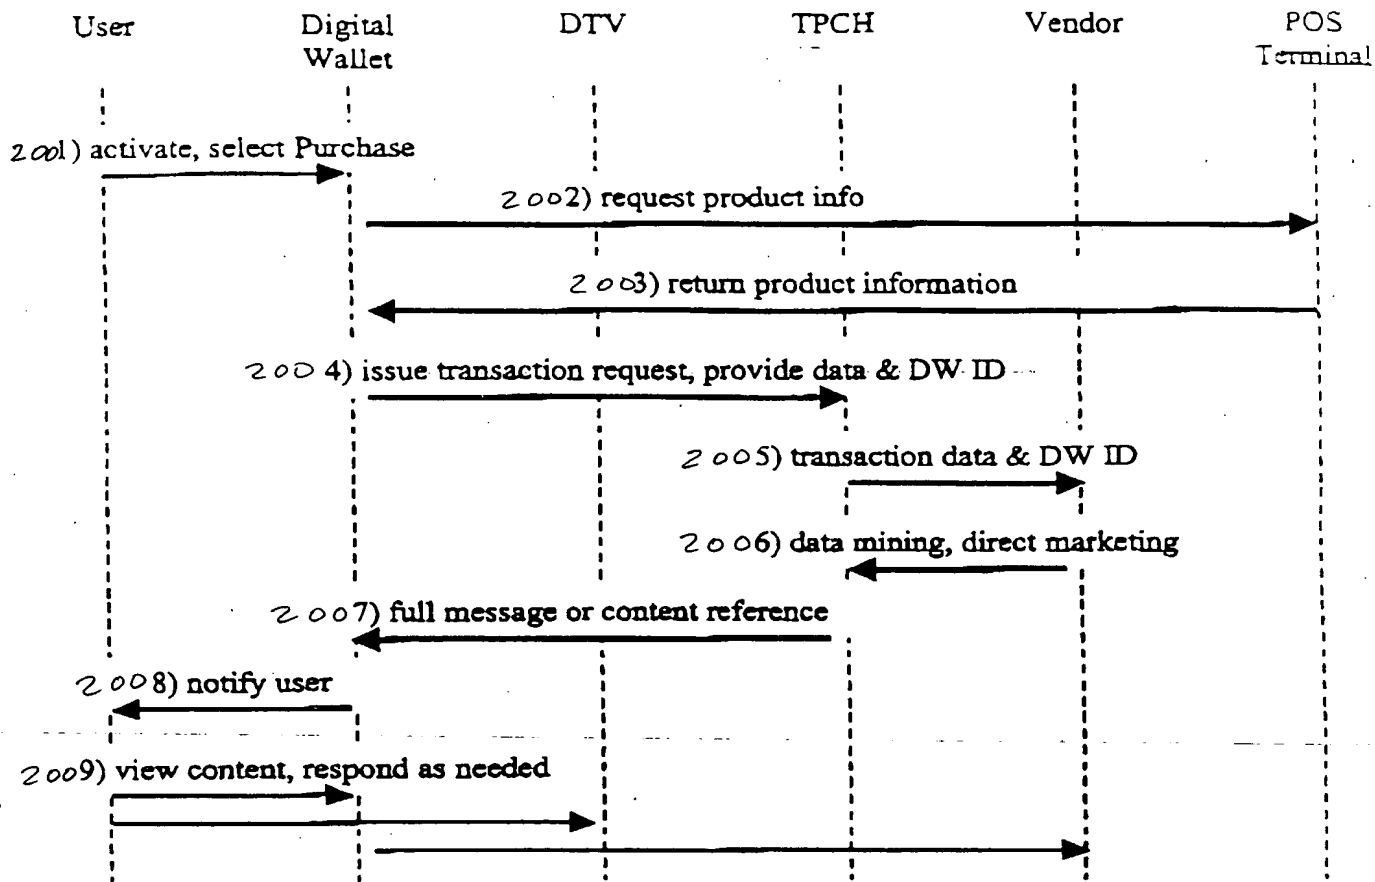 User Digital Wallet DTV TPCH Vendor POS Terminal
2001) activate, select Purchase
2002) request product info
2003) return product information
2004) issue transaction request, provide data & DW ID
2005) transaction data & DW ID
2006) data mining, direct marketing
2007) full message or content reference
2008) notify user
2009) view content, respond as needed